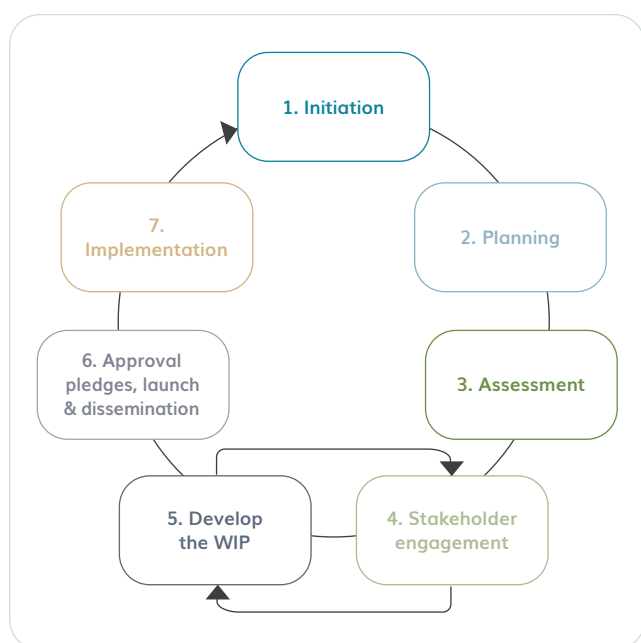 1. Initiation
2. Planning
3. Assessment
4. Stakeholder
engagement
5. Develop
the WIP
6. Approval
pledges, launch
& dissemination
7.
Implementation